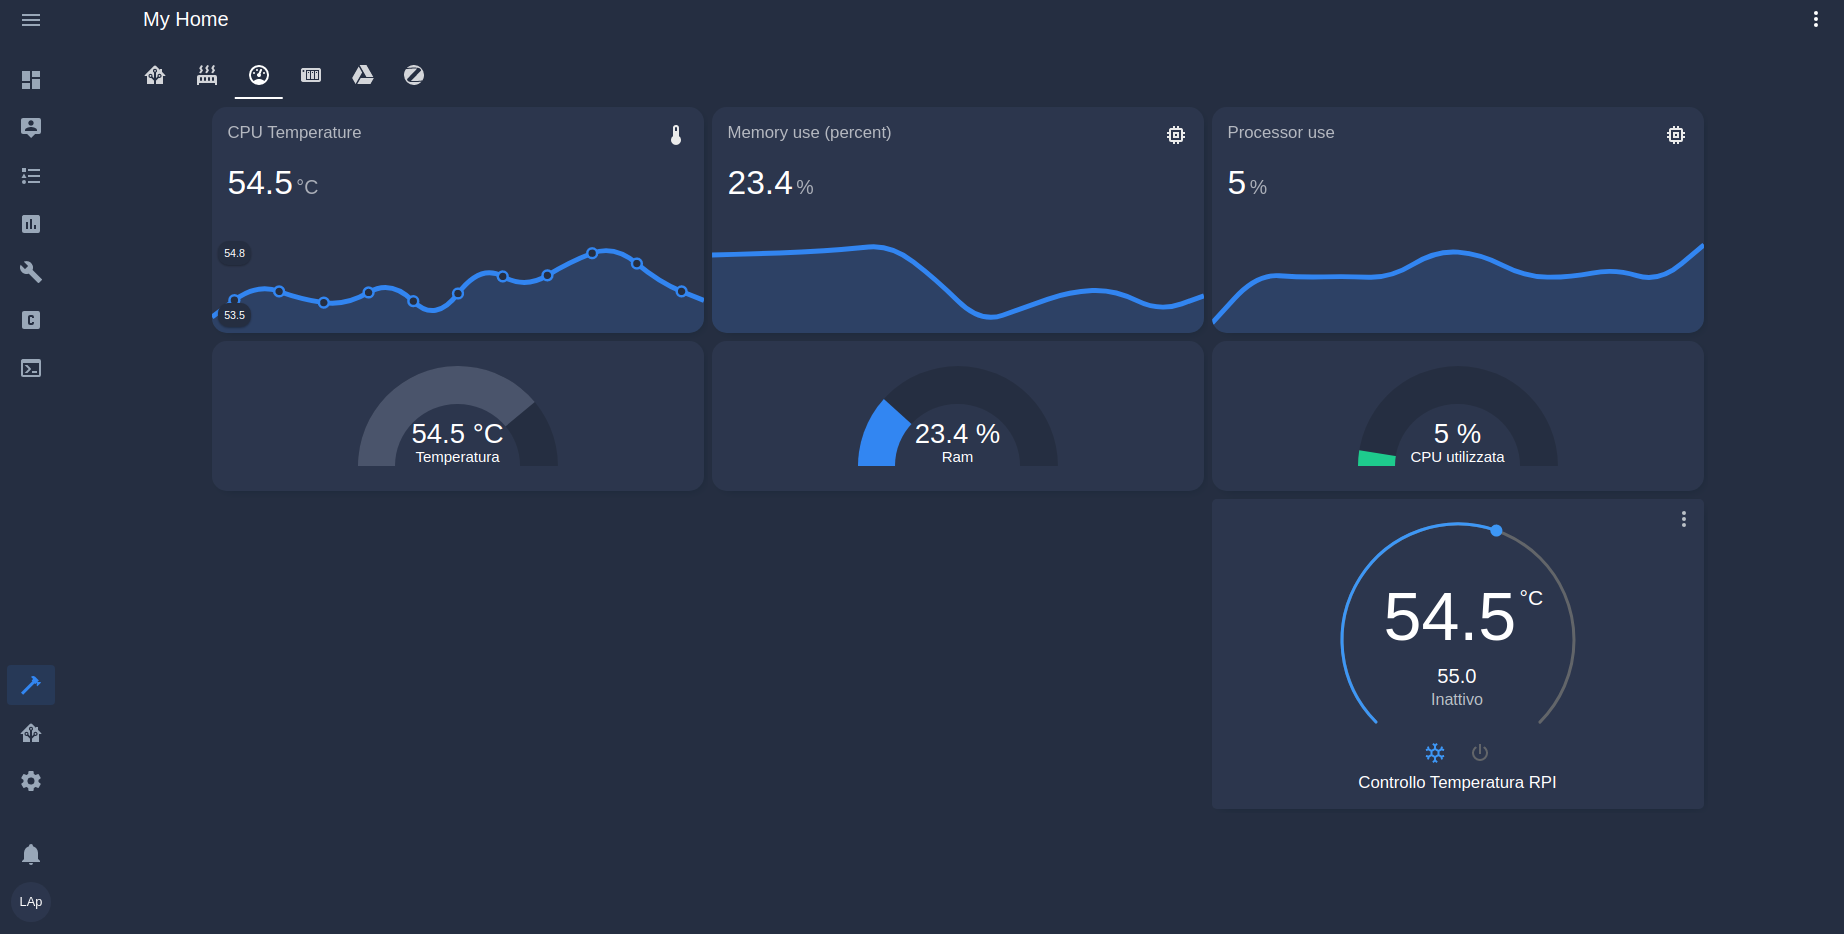 My Home
CPU Temperature
54.5 °C
54.8
53.5
Memory use (percent)
23.4 %
Processor use
5 %
54.5 °C
Temperatura
23.4 %
Ram
5 %
CPU utilizzata
54.5 °C
55.0
Inattivo
Controllo Temperatura RPI
LAp